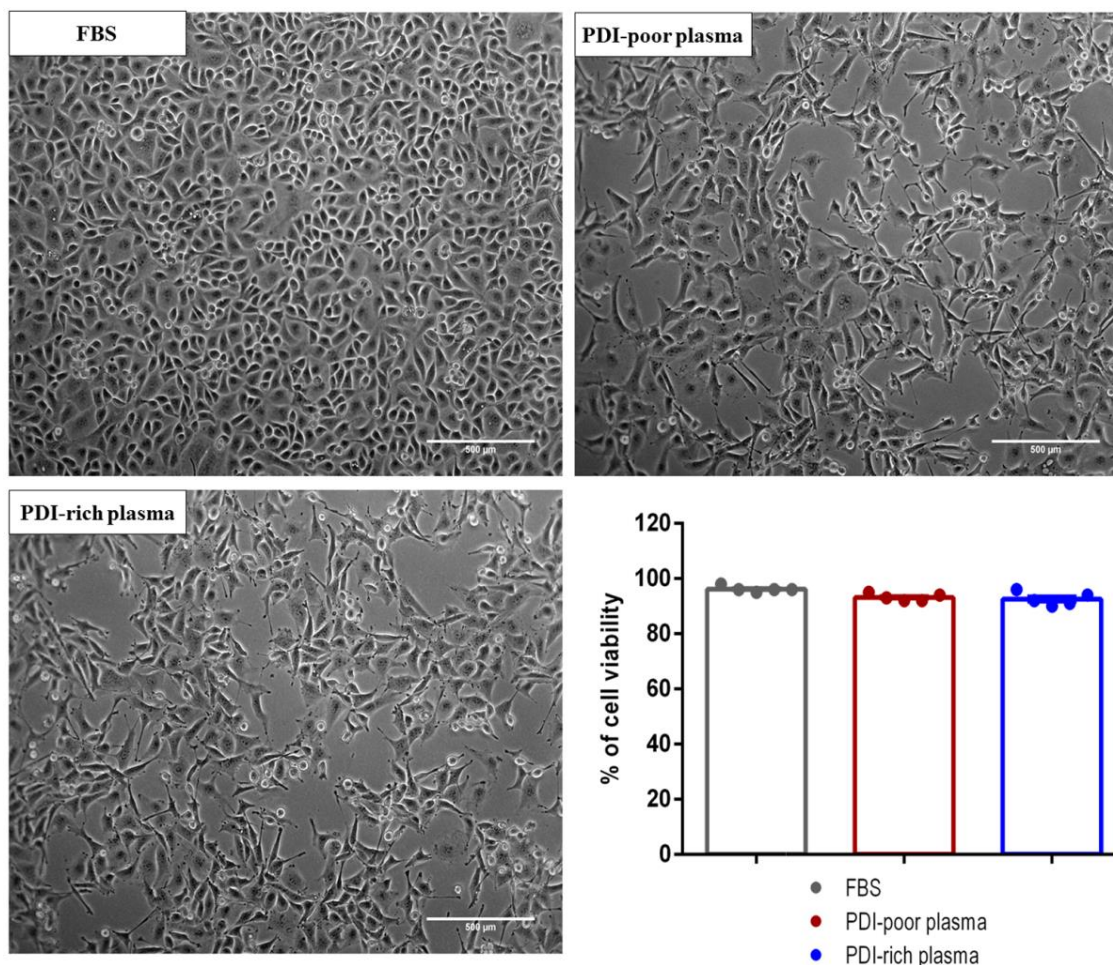 FBS
PDI-poor plasma
500 µm
500 µm
PDI-rich plasma
500 µm
% of cell viability
120
100
80
60
40
20
0
FBS
PDI-poor plasma
PDI-rich plasma